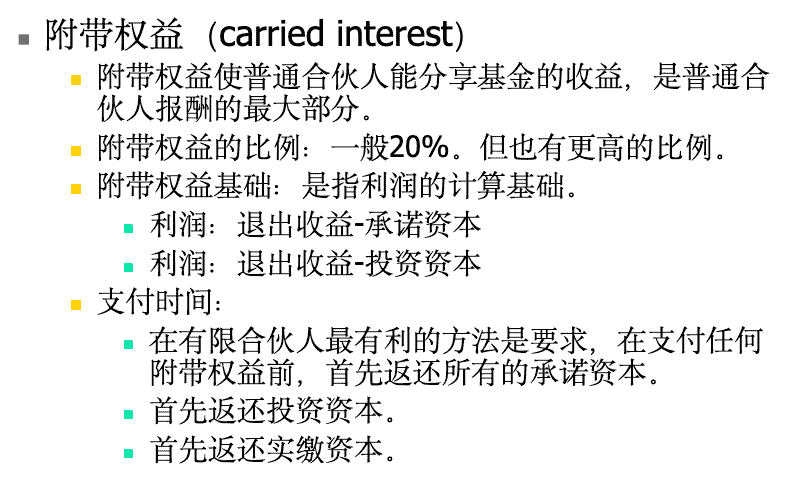 附带权益（carried interest）
附带权益使普通合伙人能分享基金的收益，是普通合
伙人报酬的最大部分。
附带权益的比例：一般20%。但也有更高的比例。
附带权益基础：是指利润的计算基础。
利润：退出收益-承诺资本
利润：退出收益-投资资本
支付时间：
在有限合伙人最有利的方法是要求，在支付任何
附带权益前，首先返还所有的承诺资本。
首先返还投资资本。
首先返还实缴资本。